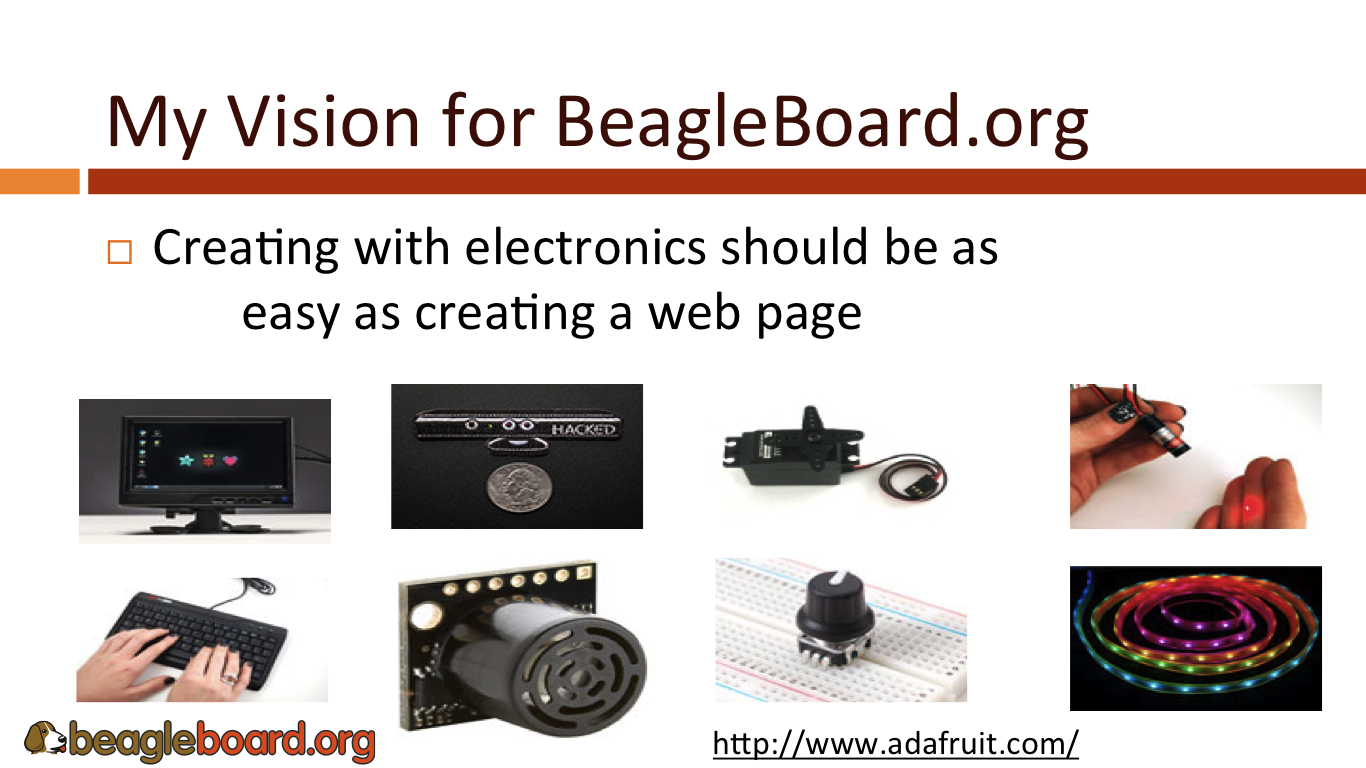 My Vision for BeagleBoard.org
Creating with electronics should be as
easy as creating a web page
HACKED
beagleboard.org
http://www.adafruit.com/